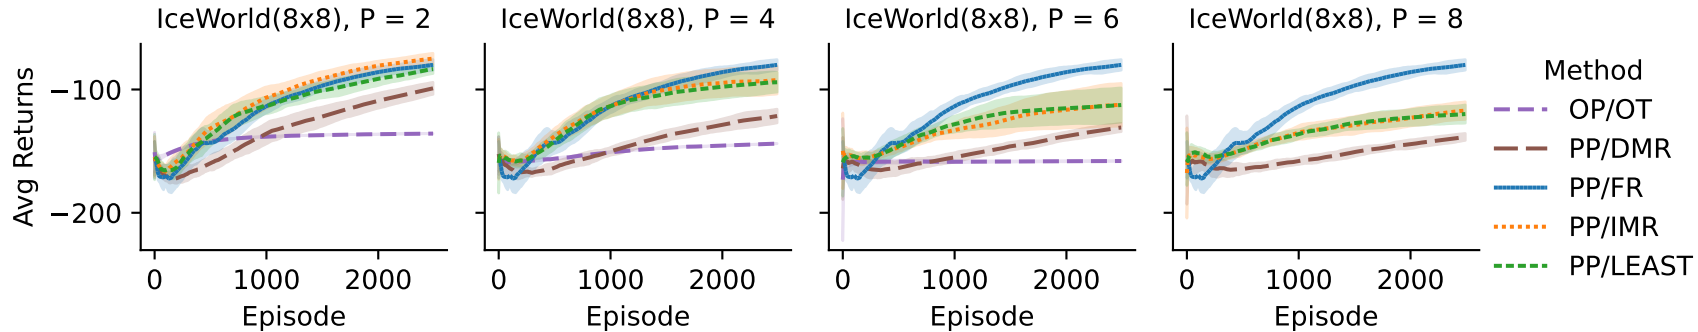 IceWorld(8x8), P = 2
IceWorld(8x8), P = 4
IceWorld(8x8), P = 6
IceWorld(8x8), P = 8
Avg Returns
−100
−200
0 1000 2000
0 1000 2000
0 1000 2000
0 1000 2000
Episode
Episode
Episode
Episode
Method
OP/OT
PP/DMR
PP/FR
PP/IMR
PP/LEAST